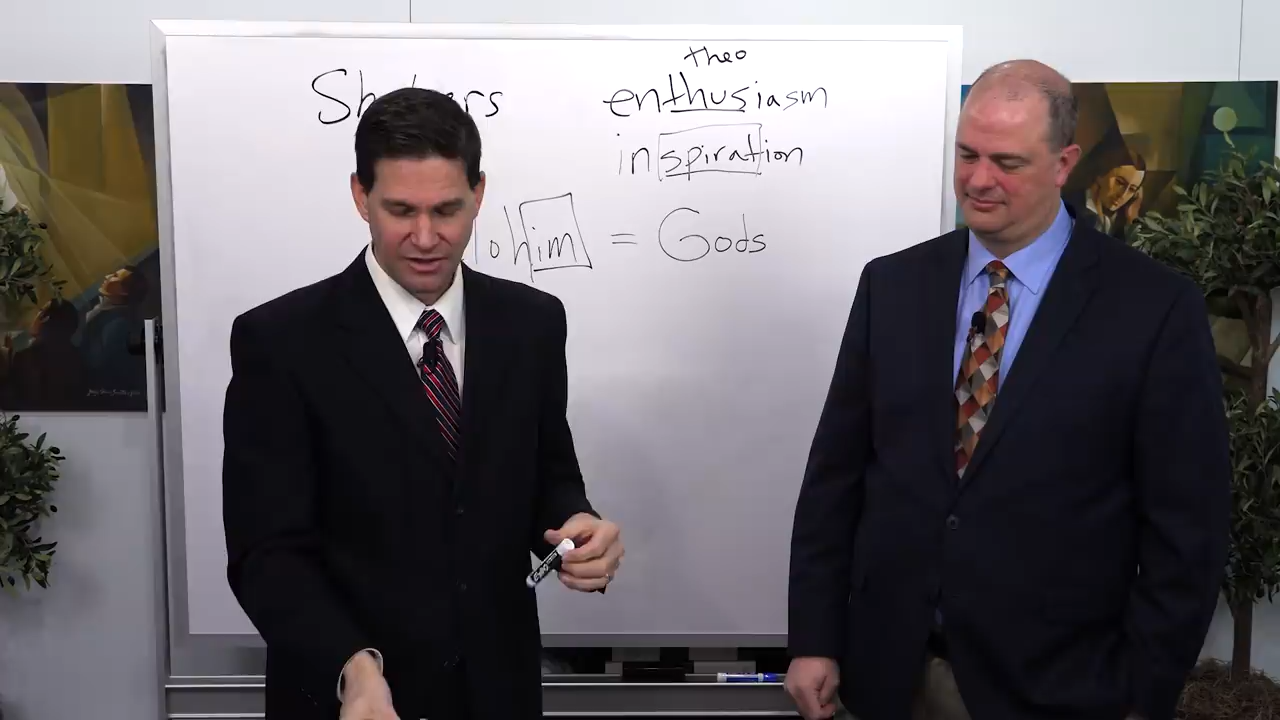 theo
enthusiasm
inspiration
= Gods